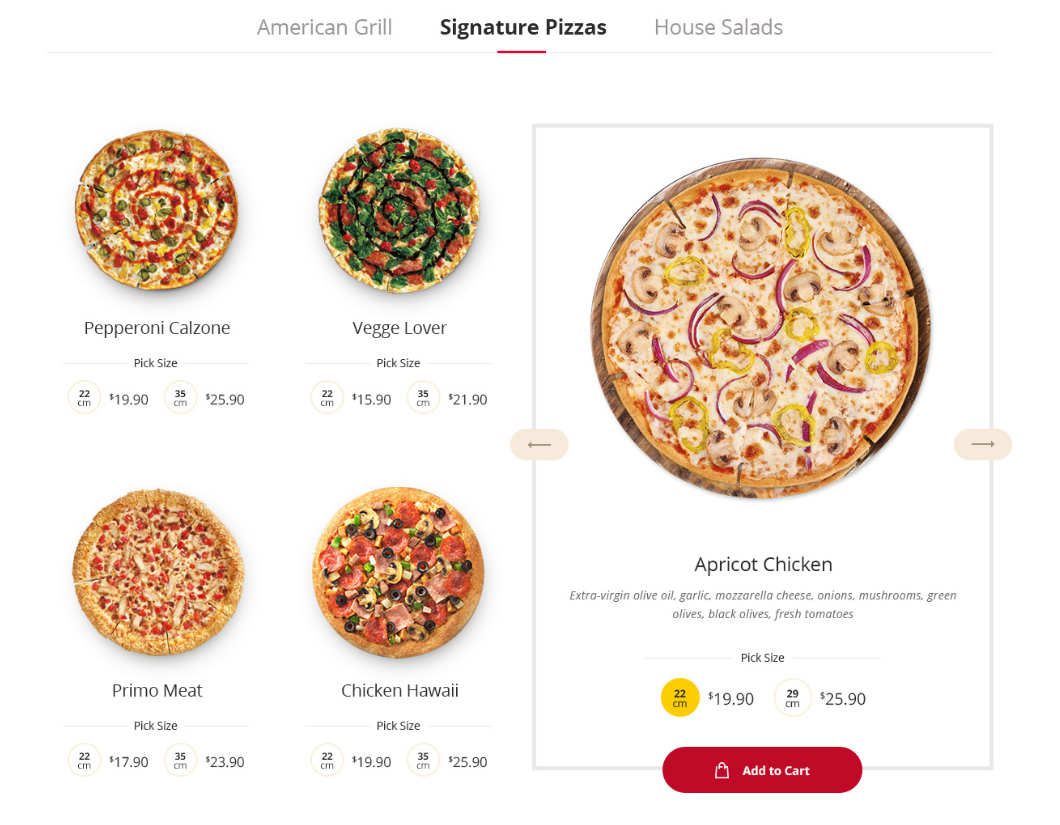 American Grill Signature Pizzas House Salads
Pepperoni Calzone
Pick Size
22 cm $19.90 35 cm $25.90
Vegge Lover
Pick Size
22 cm $15.90 35 cm $21.90
Primo Meat
Pick Size
22 cm $17.90 35 cm $23.90
Chicken Hawaii
Pick Size
22 cm $19.90 35 cm $25.90
Apricot Chicken
Extra-virgin olive oil, garlic, mozzarella cheese, onions, mushrooms, green
olives, black olives, fresh tomatoes
Pick Size
22 cm $19.90 29 cm $25.90
Add to Cart